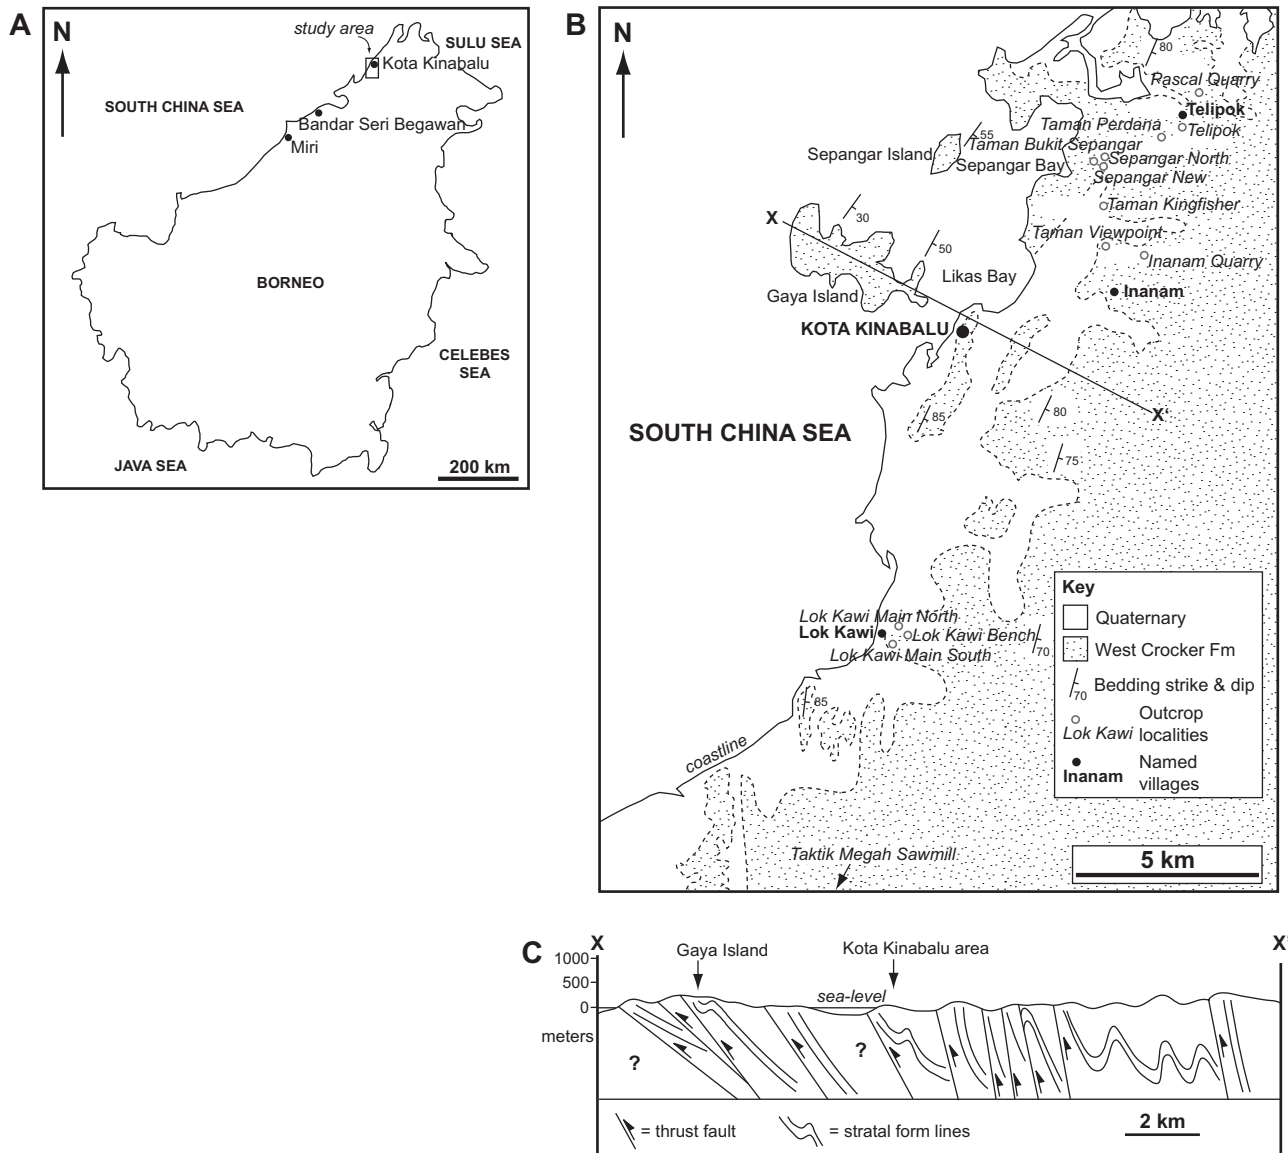 A
N
study area
SULU SEA
Kota Kinabalu
SOUTH CHINA SEA
Bandar Seri Begawan
Miri
BORNEO
CELEBES
SEA
JAVA SEA
200 km
B
N
80
Pascal Quarry
Telipok
Taman Perdana
Telipok
55
Taman Bukit Sepangar
Sepangar Island
Sepangar Bay
Sepangar North
Sepangar New
Taman Kingfisher
X
30
Taman Viewpoint
50
Inanam Quarry
Likas Bay
Gaya Island
Inanam
KOTA KINABALU
X'
80
85
SOUTH CHINA SEA
75
Key
Quaternary
West Crocker Fm
70
Bedding strike & dip
Outcrop
Lok Kawi
localities
Inanam
Named
villages
Lok Kawi Main North
Lok Kawi
Lok Kawi Bench
70
Lok Kawi Main South
85
coastline
Taktik Megah Sawmill
5 km
C
X
Gaya Island
Kota Kinabalu area
X'
1000
500
0
meters
sea-level
?
?
= thrust fault
= stratal form lines
2 km